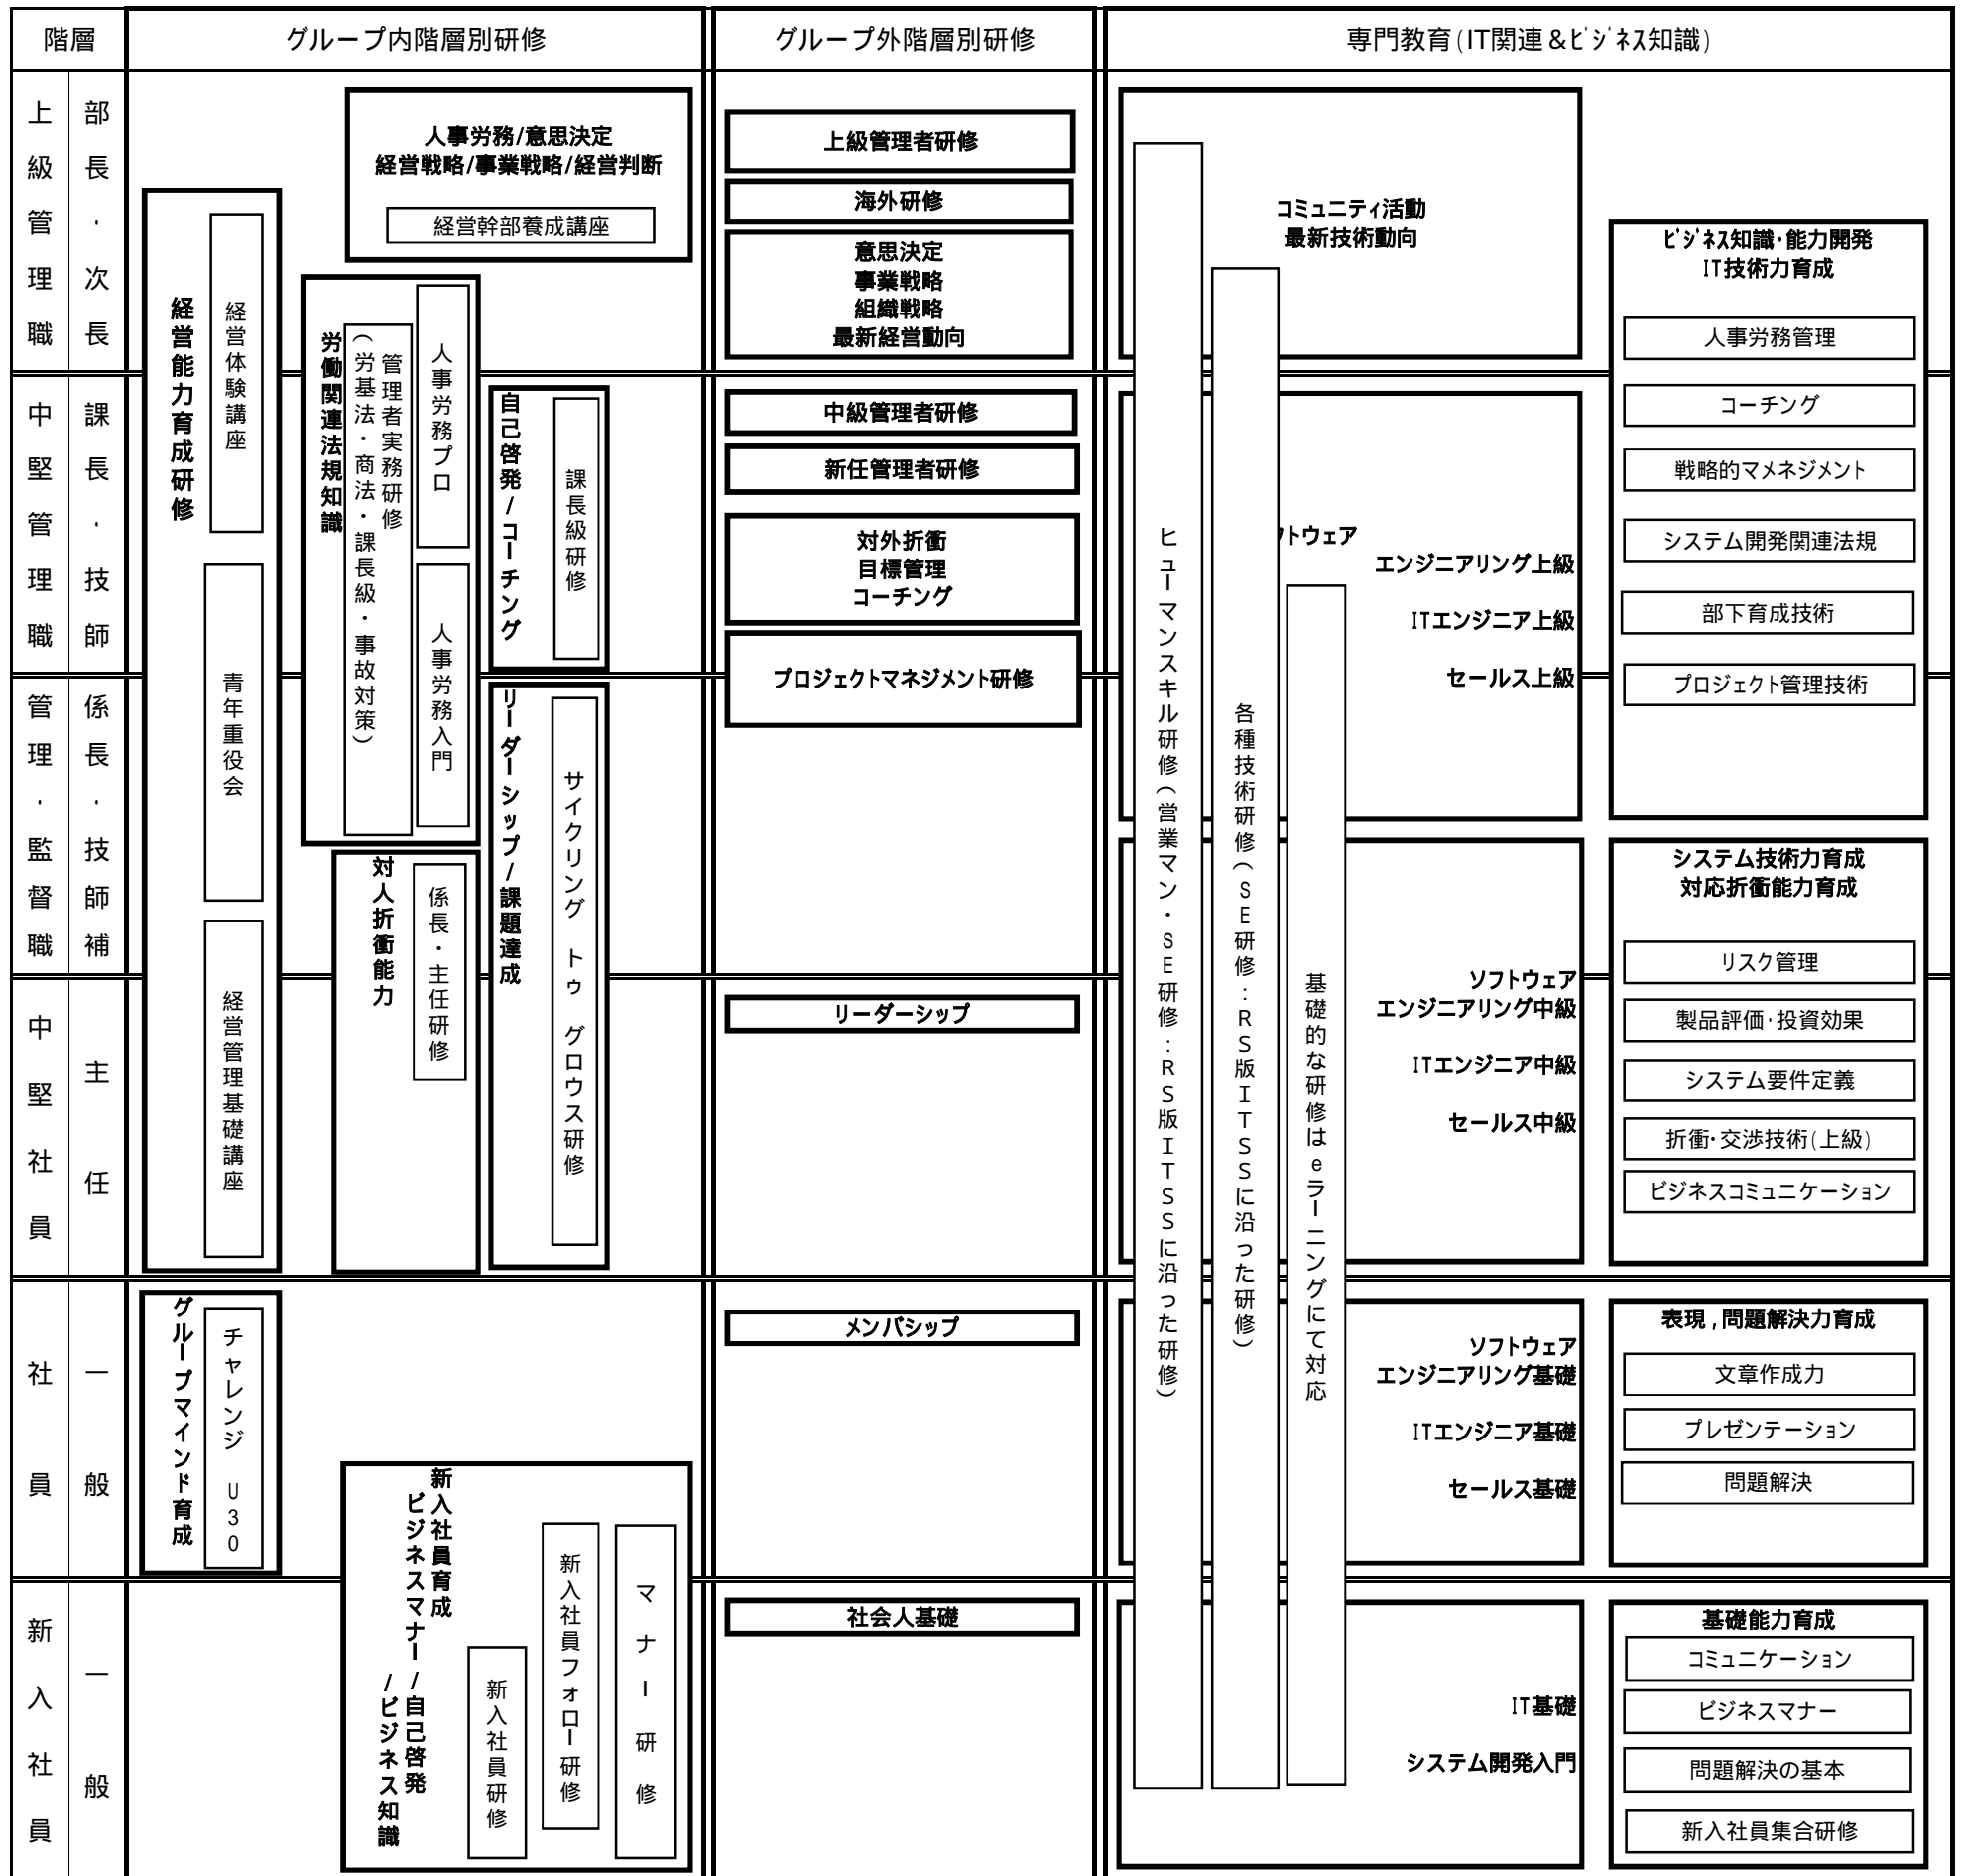 階層
グループ内階層別研修
グループ外階層別研修
専門教育(IT関連&ﾋﾞｼﾞﾈｽ知識)
上級管理職
部長・次長
人事労務/意思決定
経営戦略/事業戦略/経営判断
経営幹部養成講座
経営能力育成研修
経営体験講座
青年重役会
経営管理基礎講座
労働関連法規知識
管理者実務研修
(労基法・商法・課長級・事故対策)
人事労務プロ
人事労務入門
上級管理者研修
海外研修
意思決定
事業戦略
組織戦略
最新経営動向
コミュニティ活動
最新技術動向
ヒューマンスキル研修(営業マン・SE研修:RS版ITSSに沿った研修)
各種技術研修(SE研修:RS版ITSSに沿った研修)
基礎的な研修はeラーニングにて対応
ﾋﾞｼﾞﾈｽ知識・能力開発
IT技術力育成
人事労務管理
コーチング
戦略的マメネジメント
システム開発関連法規
部下育成技術
プロジェクト管理技術
中堅管理職
課長・技師
自己啓発/コーチング
課長級研修
中級管理者研修
新任管理者研修
対外折衝
目標管理
コーチング
プロジェクトマネジメント研修
フトウェア
エンジニアリング上級
ITエンジニア上級
セールス上級
管理・監督職
係長・技師補
リーダーシップ/課題達成
サイクリング トゥ グロウス研修
対人折衝能力
係長・主任研修
システム技術力育成
対応折衝能力育成
リスク管理
製品評価・投資効果
システム要件定義
折衝・交渉技術(上級)
ビジネスコミュニケーション
中堅社員
主任
リーダーシップ
ソフトウェア
エンジニアリング中級
ITエンジニア中級
セールス中級
社員
一般
グループマインド育成
チャレンジ U30
メンバシップ
ソフトウェア
エンジニアリング基礎
ITエンジニア基礎
セールス基礎
表現,問題解決力育成
文章作成力
プレゼンテーション
問題解決
新入社員
一般
新入社員育成
ビジネスマナー/自己啓発
/ビジネス知識
新入社員研修
新入社員フォロー研修
マナー研修
社会人基礎
IT基礎
システム開発入門
基礎能力育成
コミュニケーション
ビジネスマナー
問題解決の基本
新入社員集合研修